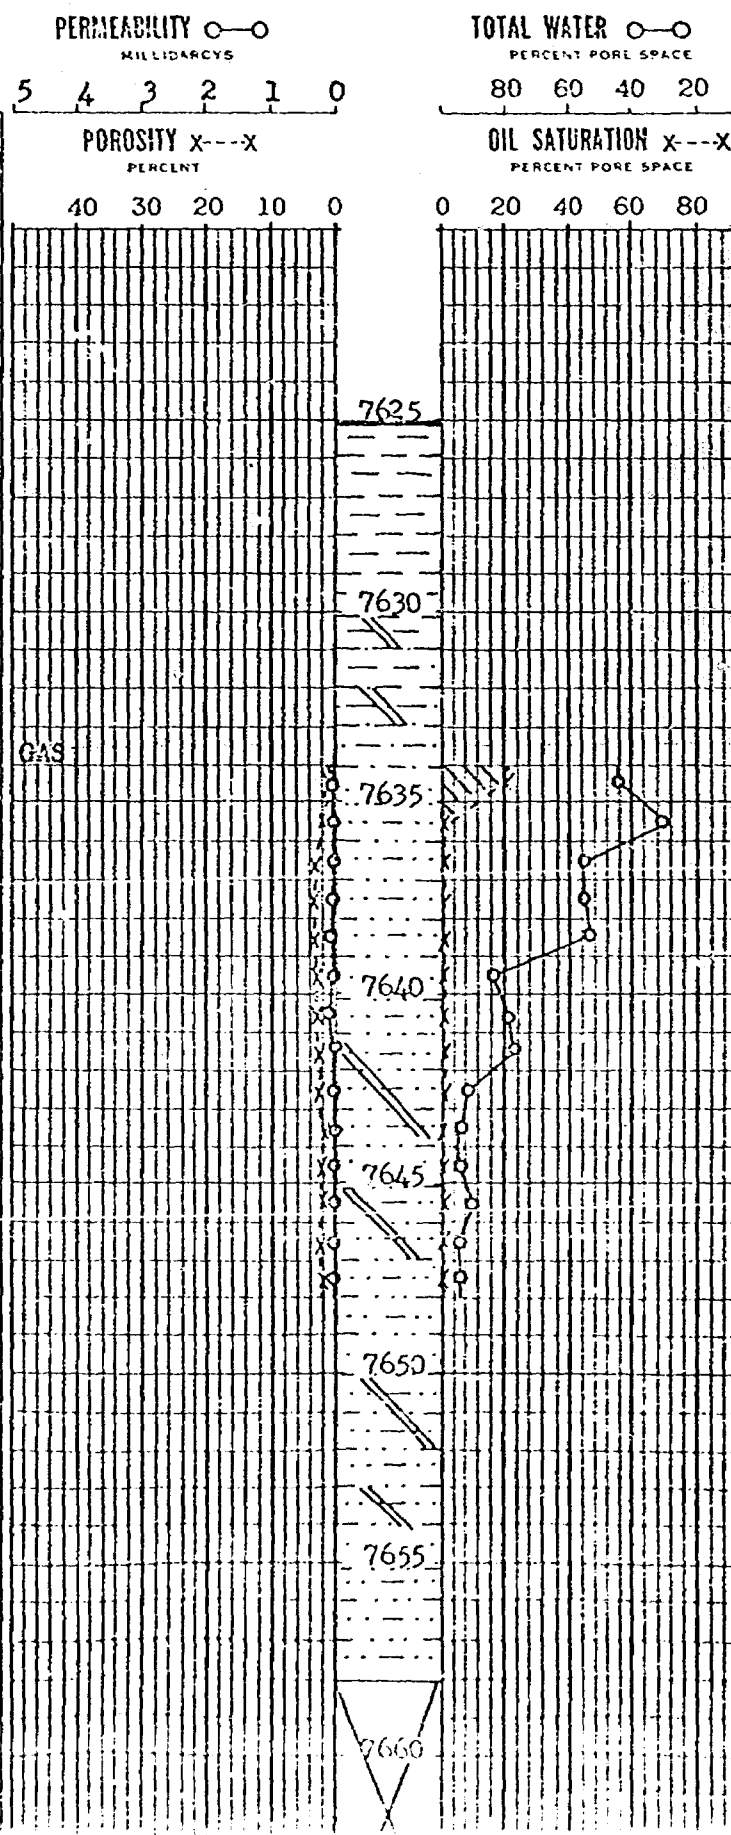 PERMEABILITY O—O TOTAL WATER O—O
MILLIDARCYS PERCENT PORE SPACE
5 4 3 2 1 0 80 60 40 20
POROSITY X----X OIL SATURATION X----X
PERCENT PERCENT PORE SPACE
40 30 20 10 0 0 20 40 60 80
7625
7630
GAS
7635
7640
7645
7650
7655
7660